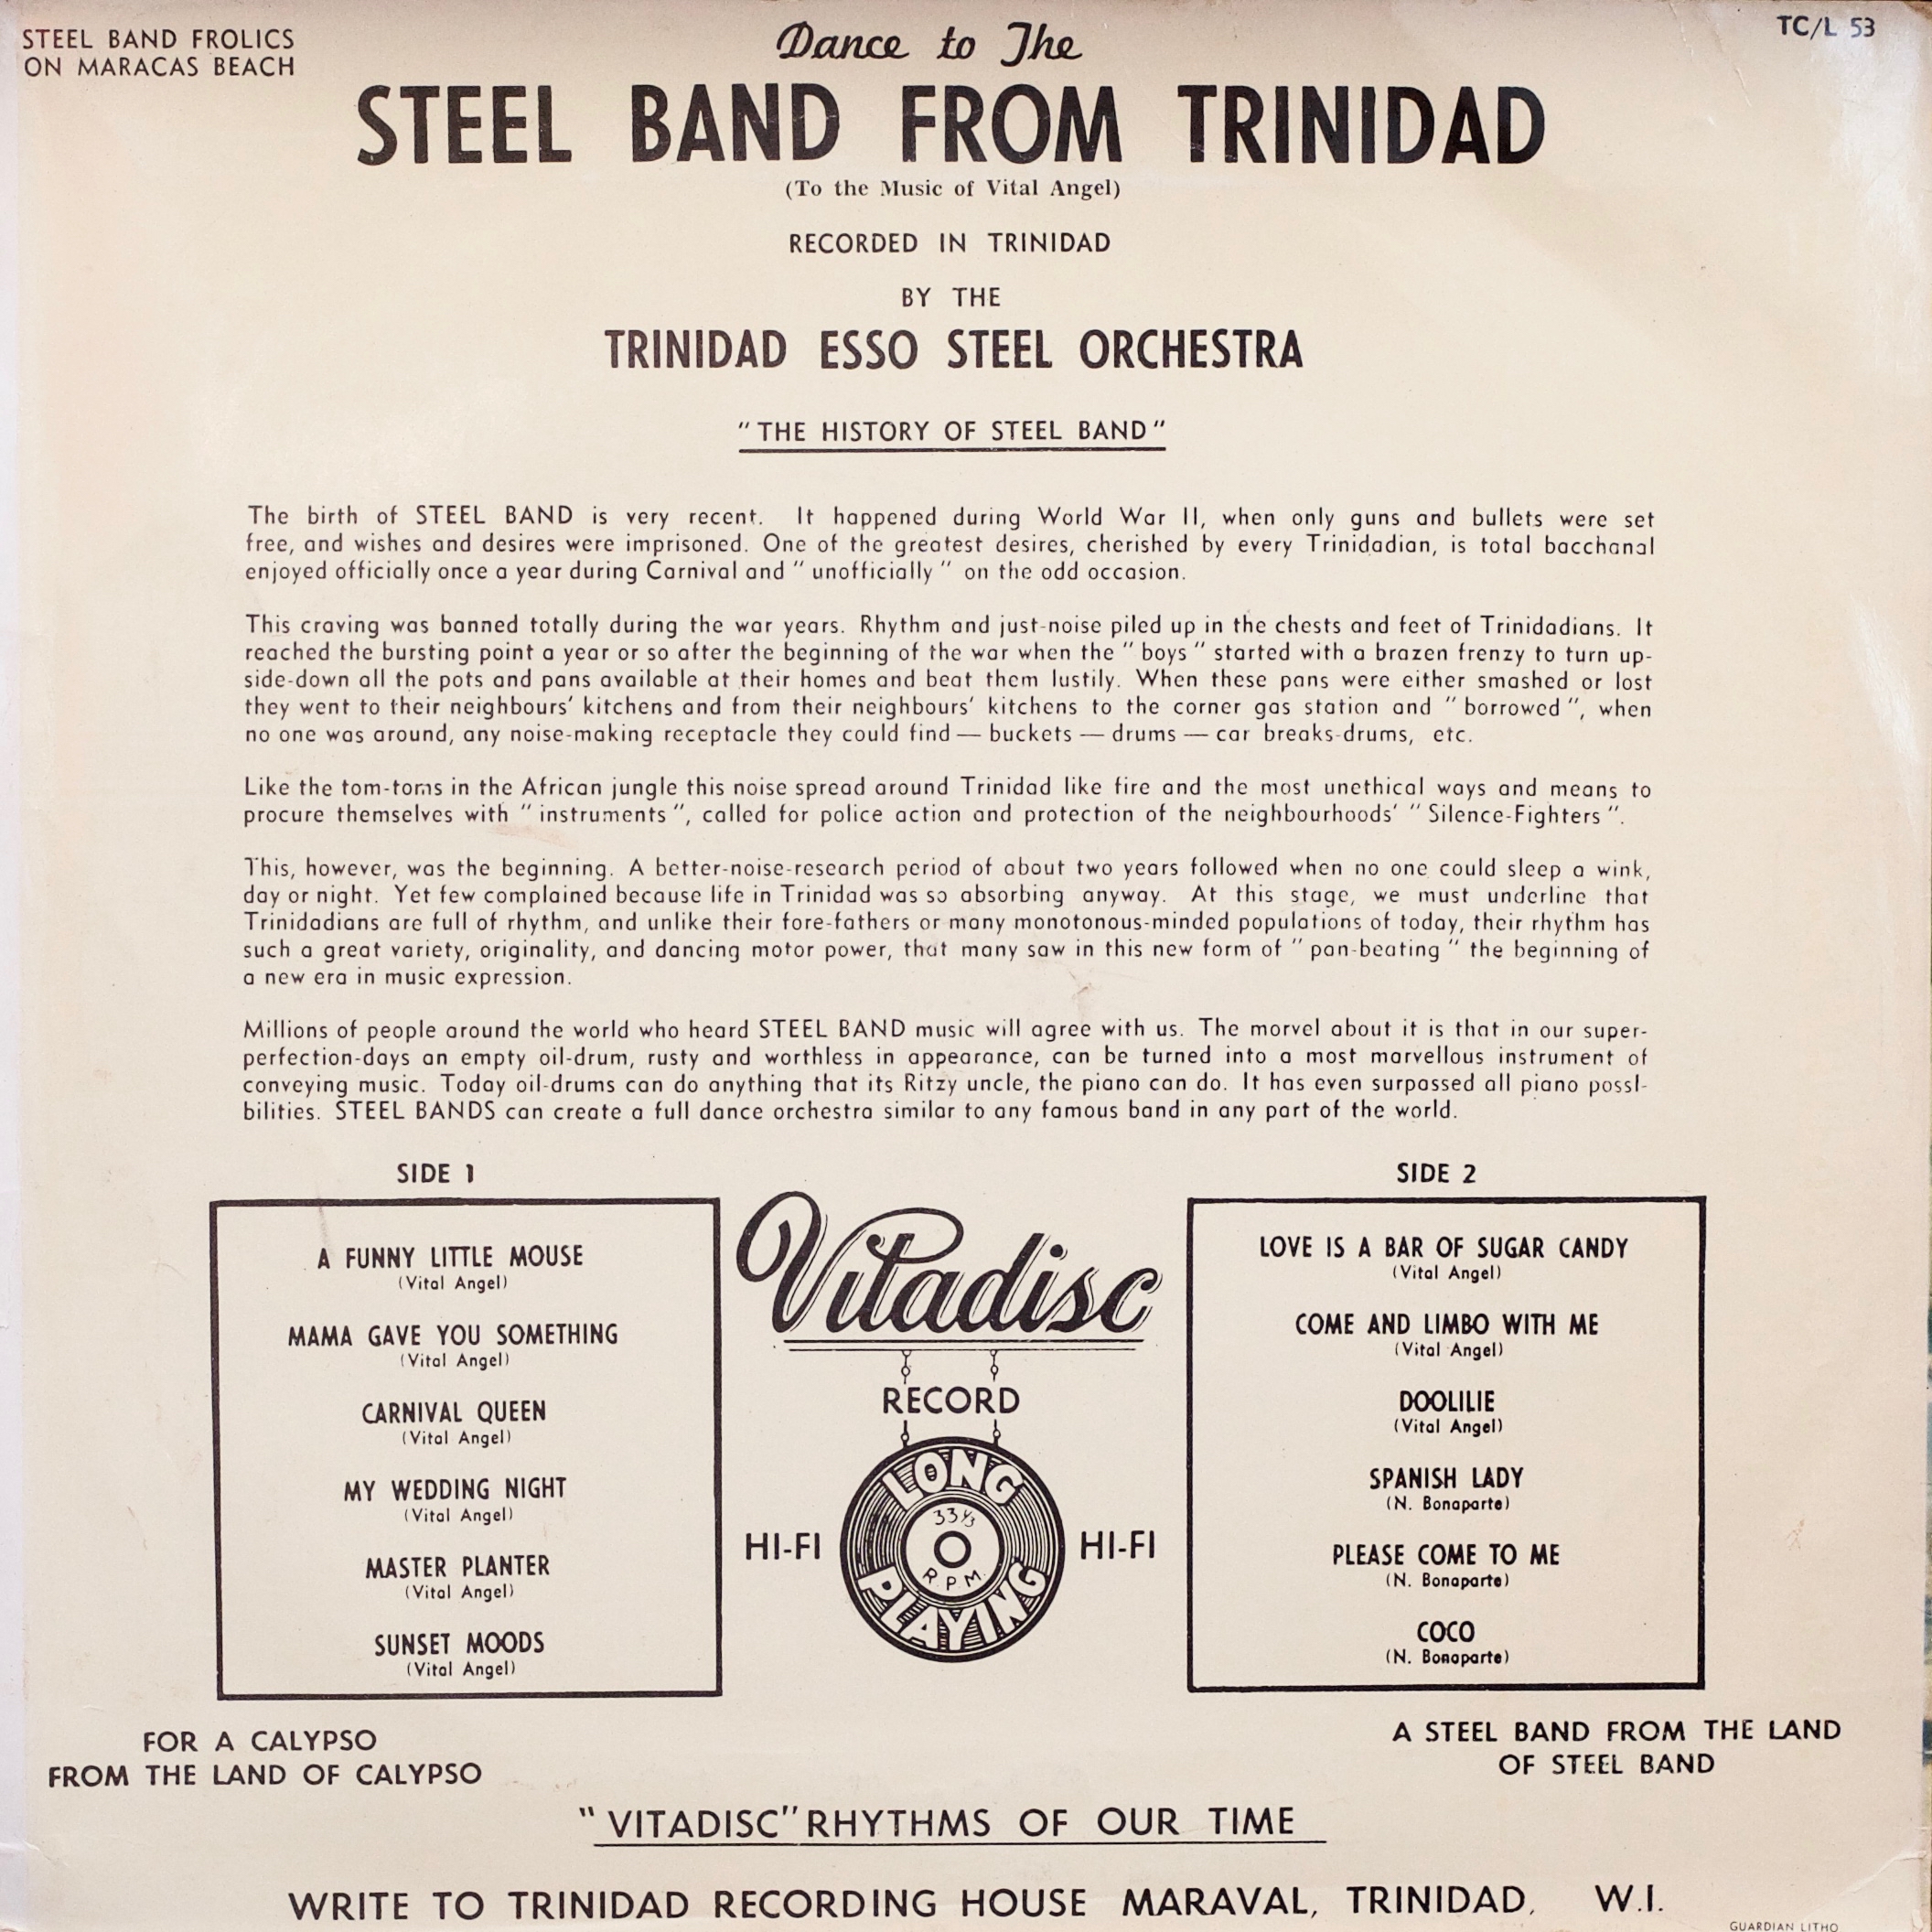 STEEL BAND FROLICS
ON MARACAS BEACH
TC/L 53
Dance to The
STEEL BAND FROM TRINIDAD
(To the Music of Vital Angel)
RECORDED IN TRINIDAD
BY THE
TRINIDAD ESSO STEEL ORCHESTRA
"THE HISTORY OF STEEL BAND"
The birth of STEEL BAND is very recent. It happened during World War II, when only guns and bullets were set
free, and wishes and desires were imprisoned. One of the greatest desires, cherished by every Trinidadian, is total bacchanal
enjoyed officially once a year during Carnival and "unofficially" on the odd occasion.
This craving was banned totally during the war years. Rhythm and just-noise piled up in the chests and feet of Trinidadians. It
reached the bursting point a year or so after the beginning of the war when the "boys" started with a brazen frenzy to turn up-
side-down all the pots and pans available at their homes and beat them lustily. When these pans were either smashed or lost
they went to their neighbours' kitchens and from their neighbours' kitchens to the corner gas station and "borrowed", when
no one was around, any noise-making receptacle they could find — buckets — drums — car breaks-drums, etc.
Like the tom-toms in the African jungle this noise spread around Trinidad like fire and the most unethical ways and means to
procure themselves with "instruments", called for police action and protection of the neighbourhoods' "Silence-Fighters".
This, however, was the beginning. A better-noise-research period of about two years followed when no one could sleep a wink,
day or night. Yet few complained because life in Trinidad was so absorbing anyway. At this stage, we must underline that
Trinidadians are full of rhythm, and unlike their fore-fathers or many monotonous-minded populations of today, their rhythm has
such a great variety, originality, and dancing motor power, that many saw in this new form of "pan-beating" the beginning of
a new era in music expression.
Millions of people around the world who heard STEEL BAND music will agree with us. The morvel about it is that in our super-
perfection-days an empty oil-drum, rusty and worthless in appearance, can be turned into a most marvellous instrument of
conveying music. Today oil-drums can do anything that its Ritzy uncle, the piano can do. It has even surpassed all piano possI-
bilities. STEEL BANDS can create a full dance orchestra similar to any famous band in any part of the world.
SIDE 1
A FUNNY LITTLE MOUSE
(Vital Angel)
MAMA GAVE YOU SOMETHING
(Vital Angel)
CARNIVAL QUEEN
(Vital Angel)
MY WEDDING NIGHT
(Vital Angel)
MASTER PLANTER
(Vital Angel)
SUNSET MOODS
(Vital Angel)
Vitadisc
RECORD
LONG
33⅓
R.P.M.
PLAYING
HI-FI
HI-FI
SIDE 2
LOVE IS A BAR OF SUGAR CANDY
(Vital Angel)
COME AND LIMBO WITH ME
(Vital Angel)
DOOLILIE
(Vital Angel)
SPANISH LADY
(N. Bonaparte)
PLEASE COME TO ME
(N. Bonaparte)
COCO
(N. Bonaparte)
FOR A CALYPSO
FROM THE LAND OF CALYPSO
A STEEL BAND FROM THE LAND
OF STEEL BAND
"VITADISC" RHYTHMS OF OUR TIME
WRITE TO TRINIDAD RECORDING HOUSE MARAVAL, TRINIDAD, W.I.
GUARDIAN LITHO